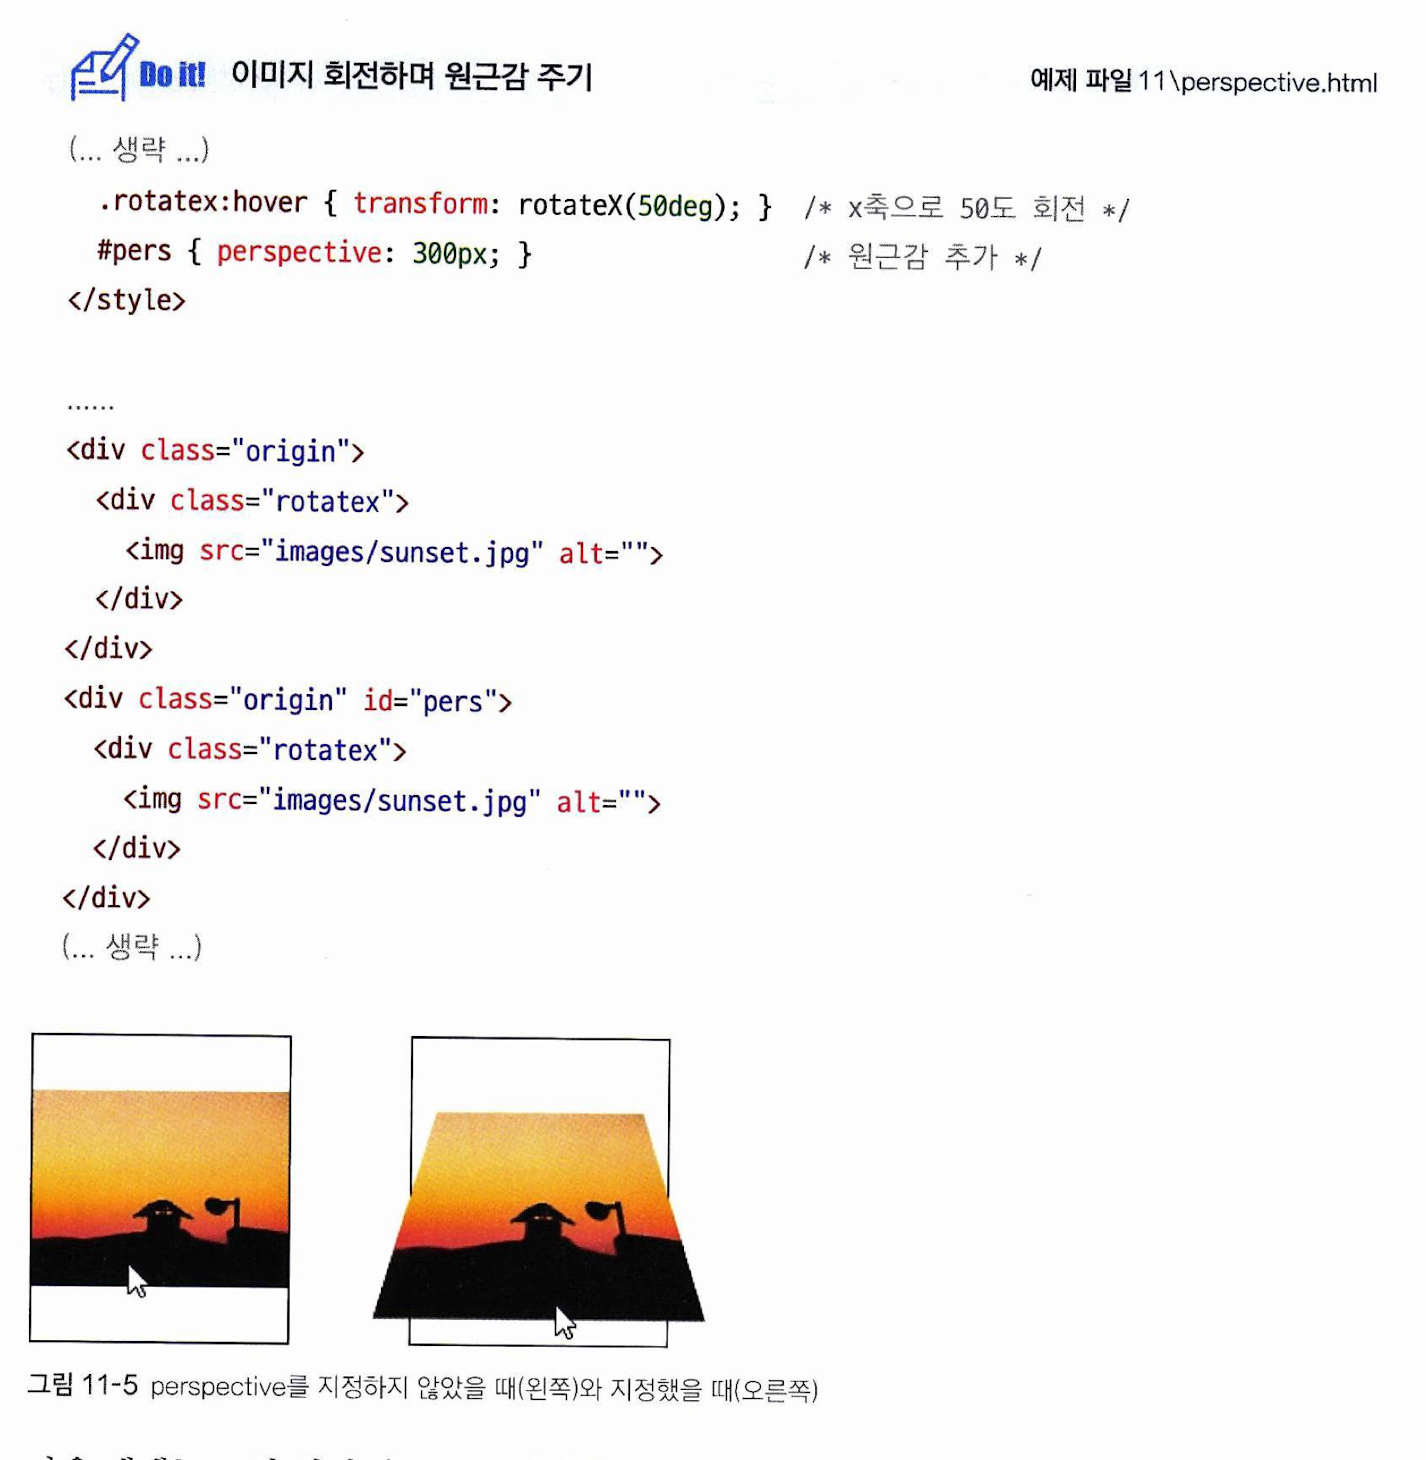 Do it! 이미지 회전하며 원근감 주기 예제 파일 11\perspective.html
(... 생략 ...)
.rotatex:hover { transform: rotateX(50deg); } /* x축으로 50도 회전 */
#pers { perspective: 300px; } /* 원근감 추가 */
</style>
......
<div class="origin">
<div class="rotatex">
<img src="images/sunset.jpg" alt="">
</div>
</div>
<div class="origin" id="pers">
<div class="rotatex">
<img src="images/sunset.jpg" alt="">
</div>
</div>
(... 생략 ...)
그림 11-5 perspective를 지정하지 않았을 때(왼쪽)와 지정했을 때(오른쪽)